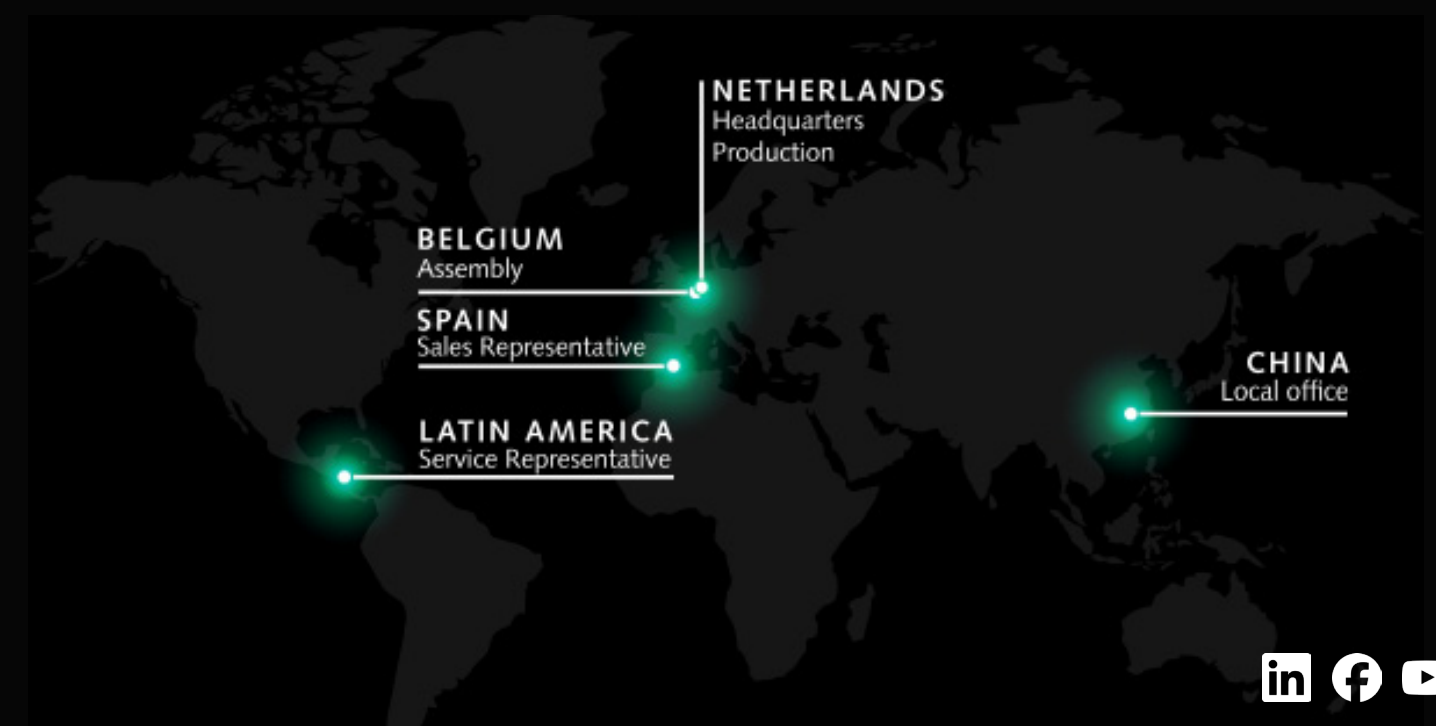 NETHERLANDS
Headquarters
Production
BELGIUM
Assembly
SPAIN
Sales Representative
CHINA
Local office
LATIN AMERICA
Service Representative
in